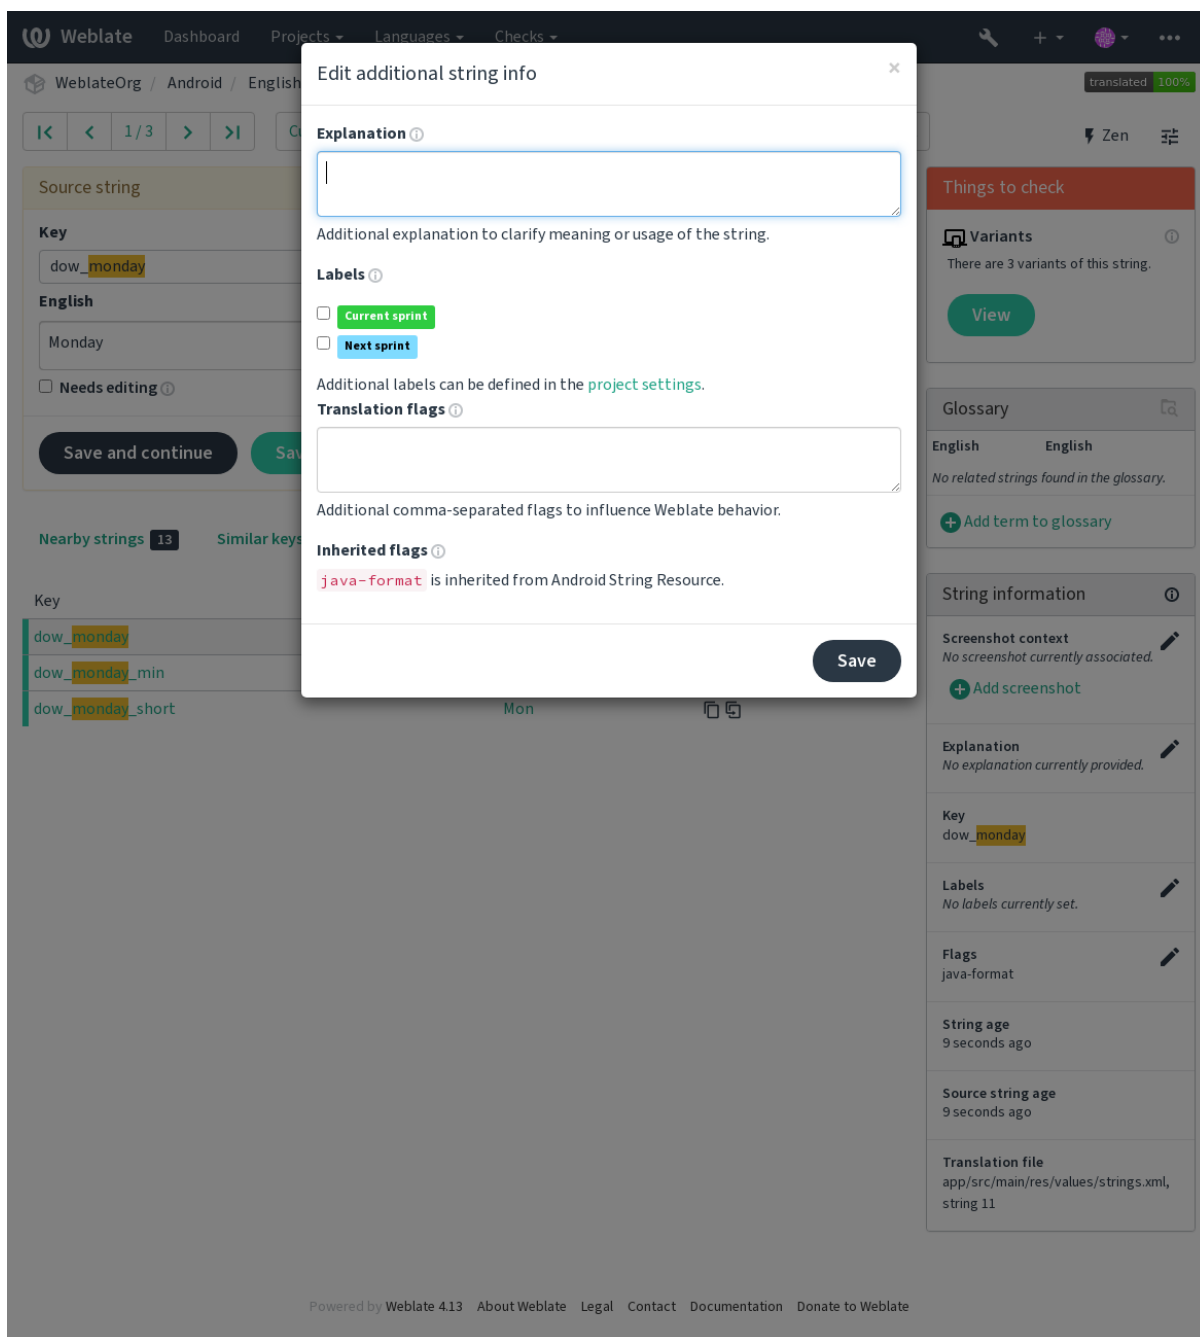 Weblate Dashboard Projects Languages Checks
WeblateOrg / Android / English
translated 100%
1 / 3
Zen
Edit additional string info
×
Explanation
Additional explanation to clarify meaning or usage of the string.
Labels
Current sprint
Next sprint
Additional labels can be defined in the project settings.
Translation flags
Additional comma-separated flags to influence Weblate behavior.
Inherited flags
java-format is inherited from Android String Resource.
Save
Source string
Key
dow_monday
English
Monday
Needs editing
Save and continue
Nearby strings 13 Similar keys
Key
dow_monday
dow_monday_min
dow_monday_short Mon
Things to check
Variants
There are 3 variants of this string.
View
Glossary
English English
No related strings found in the glossary.
Add term to glossary
String information
Screenshot context
No screenshot currently associated.
Add screenshot
Explanation
No explanation currently provided.
Key
dow_monday
Labels
No labels currently set.
Flags
java-format
String age
9 seconds ago
Source string age
9 seconds ago
Translation file
app/src/main/res/values/strings.xml,
string 11
Powered by Weblate 4.13 About Weblate Legal Contact Documentation Donate to Weblate